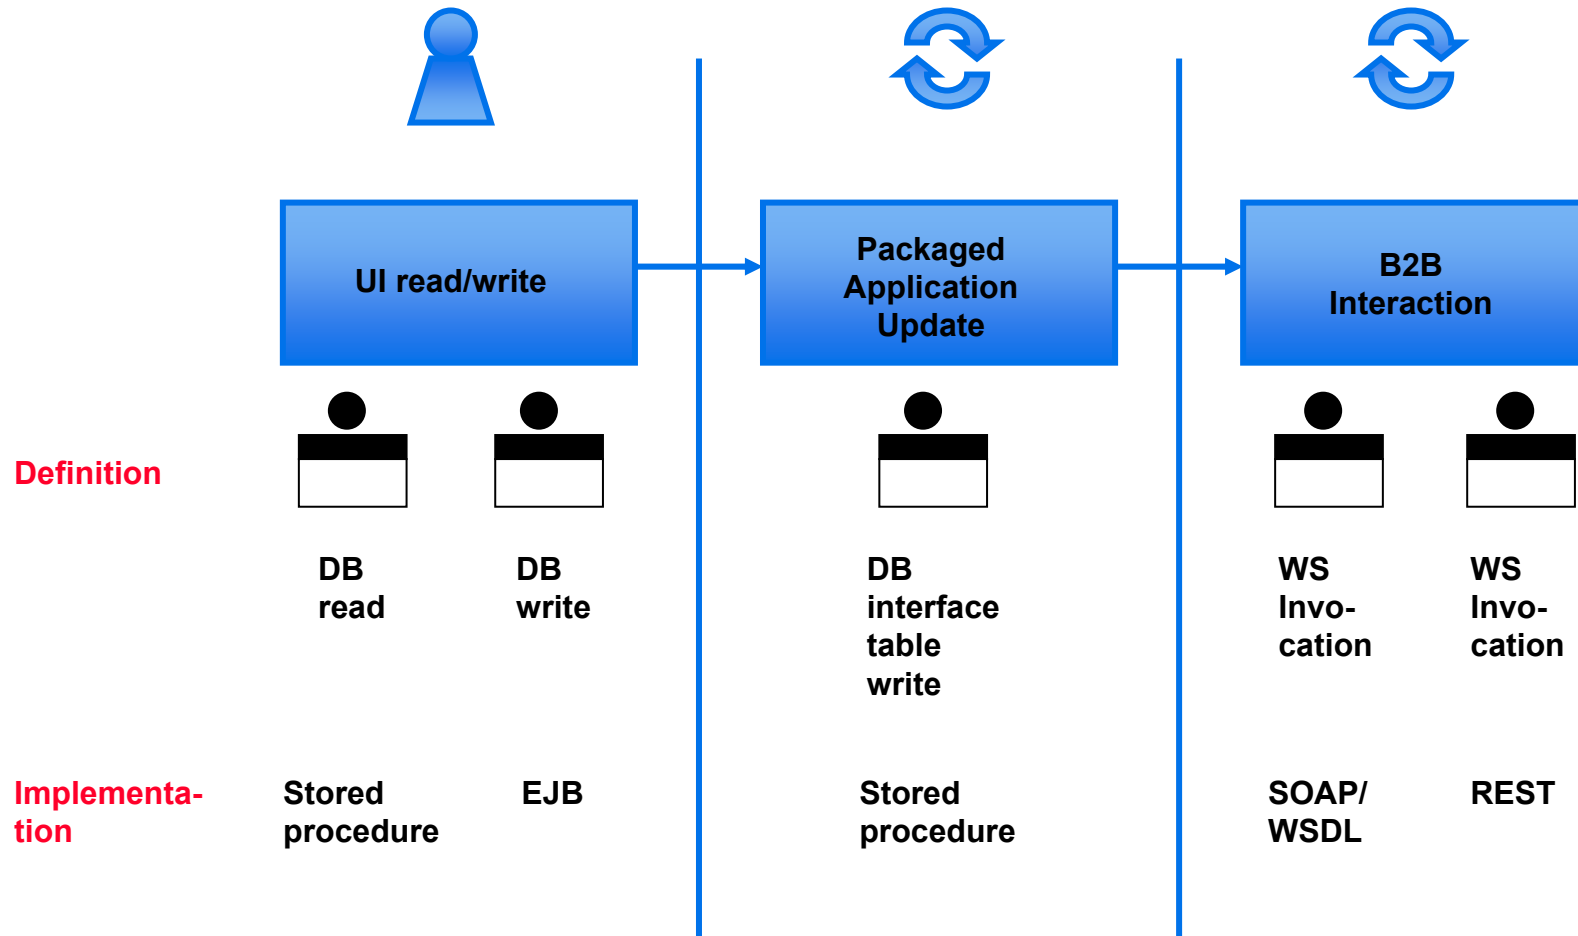 UI read/write
Packaged
Application
Update
B2B
Interaction
Definition
DB
read
DB
write
DB
interface
table
write
WS
Invo-
cation
WS
Invo-
cation
Implementa-
tion
Stored
procedure
EJB
Stored
procedure
SOAP/
WSDL
REST